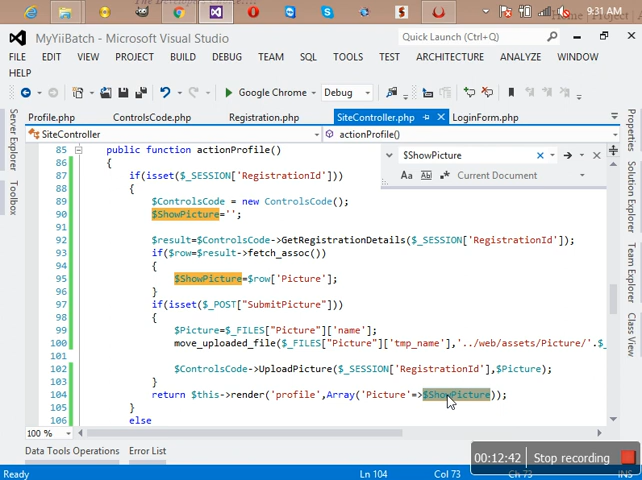 9:31 AM
Home | Project |
MyYiiBatch - Microsoft Visual Studio
Quick Launch (Ctrl+Q)
FILE EDIT VIEW PROJECT BUILD DEBUG TEAM SQL TOOLS TEST ARCHITECTURE ANALYZE WINDOW
HELP
Google Chrome Debug
Profile.php ControlsCode.php Registration.php SiteController.php LoginForm.php
SiteController actionProfile()
$ShowPicture
Aa Ab Current Document
Server Explorer
Toolbox
Properties
Solution Explorer
Team Explorer
Class View
85 public function actionProfile()
86 {
87 if(isset($_SESSION['RegistrationId']))
88 {
89 $ControlsCode = new ControlsCode();
90 $ShowPicture='';
91
92 $result=$ControlsCode->GetRegistrationDetails($_SESSION['RegistrationId']);
93 if($row=$result->fetch_assoc())
94 {
95 $ShowPicture=$row['Picture'];
96 }
97 if(isset($_POST["SubmitPicture"]))
98 {
99 $Picture=$_FILES["Picture"]['name'];
100 move_uploaded_file($_FILES["Picture"]['tmp_name'],'../web/assets/Picture/'.$_
101
102 $ControlsCode->UploadPicture($_SESSION['RegistrationId'],$Picture);
103 }
104 return $this->render('profile',Array('Picture'=>$ShowPicture));
105 }
106 else
100 %
Data Tools Operations Error List
00:12:42 Stop recording
Ready Ln 104 Col 73 Ch 73 INS